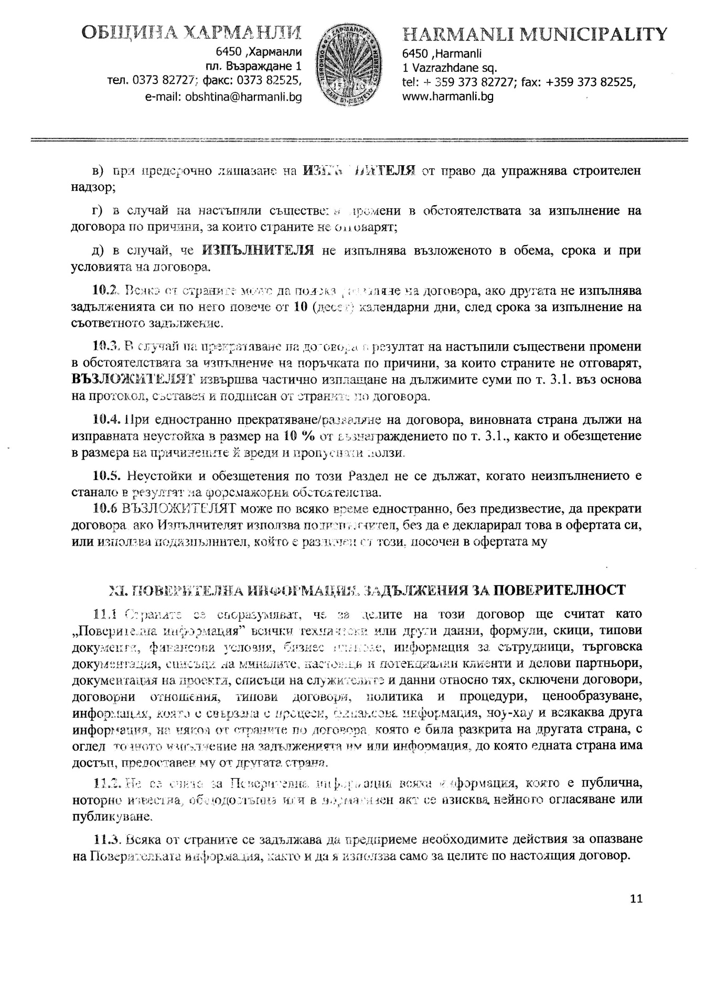 ОБЩИНА ХАРМАНЛИ
6450 ,Харманли
пл. Възраждане 1
тел. 0373 82727; факс: 0373 82525,
e-mail: obshtina@harmanli.bg
HARMANLI MUNICIPALITY
6450 ,Harmanli
1 Vazrazhdane sq.
tel: + 359 373 82727; fax: +359 373 82525,
www.harmanli.bg
в) при предсрочно лишаване на ИЗПЪЛНИТЕЛЯ от право да упражнява строителен
надзор;
г) в случай на настъпили съществени промени в обстоятелствата за изпълнение на
договора по причини, за които страните не отговарят;
д) в случай, че ИЗПЪЛНИТЕЛЯ не изпълнява възложеното в обема, срока и при
условията на договора.
10.2. Всяка от страните може да поиска разваляне на договора, ако другата не изпълнява
задълженията си по него повече от 10 (десет) календарни дни, след срока за изпълнение на
съответното задължение.
10.3. В случай на прекратяване на договора в резултат на настъпили съществени промени
в обстоятелствата за изпълнение на поръчката по причини, за които страните не отговарят,
ВЪЗЛОЖИТЕЛЯТ извършва частично изплащане на дължимите суми по т. 3.1. въз основа
на протокол, съставен и подписан от страните по договора.
10.4. При едностранно прекратяване/разваляне на договора, виновната страна дължи на
изправната неустойка в размер на 10 % от възнаграждението по т. 3.1., както и обезщетение
в размера на причинените й вреди и пропуснати ползи.
10.5. Неустойки и обезщетения по този Раздел не се дължат, когато неизпълнението е
станало в резултат на форсмажорни обстоятелства.
10.6 ВЪЗЛОЖИТЕЛЯТ може по всяко време едностранно, без предизвестие, да прекрати
договора ако Изпълнителят използва подизпълнител, без да е декларирал това в офертата си,
или използва подизпълнител, който е различен от този, посочен в офертата му
XI. ПОВЕРИТЕЛНА ИНФОРМАЦИЯ. ЗАДЪЛЖЕНИЯ ЗА ПОВЕРИТЕЛНОСТ
11.1 Страните се споразумяват, че за целите на този договор ще считат като
„Поверителна информация” всички технически или други данни, формули, скици, типови
документи, финансови условия, бизнес планове, информация за сътрудници, търговска
документация, списъци на миналите, настоящи и потенциални клиенти и делови партньори,
документация на проекти, списъци на служителите и данни относно тях, сключени договори,
договорни отношения, типови договори, политика и процедури, ценообразуване,
информация, която е свързана с процеси, финансова информация, ноу-хау и всякаква друга
информация, на някоя от страните по договора която е била разкрита на другата страна, с
оглед точното изпълнение на задълженията им или информация, до която едната страна има
достъп, предоставен му от другата страна.
11.2. Не се счита за Поверителна информация всяка информация, която е публична,
ноторно известна, общодостъпна или в нормативен акт се изисква нейното огласяване или
публикуване.
11.3. Всяка от страните се задължава да предприеме необходимите действия за опазване
на Поверителната информация, както и да я използва само за целите по настоящия договор.
11